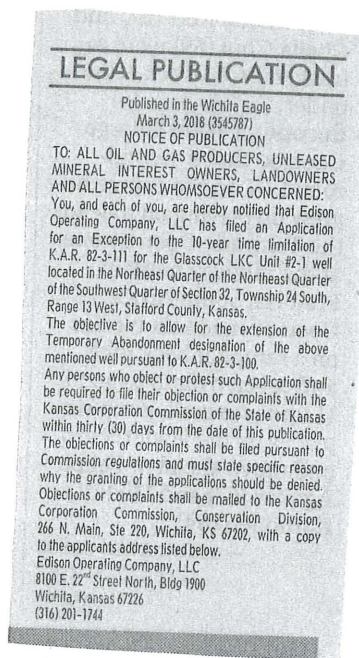 LEGAL PUBLICATION
Published in the Wichita Eagle
March 3, 2018 (3545787)
NOTICE OF PUBLICATION
TO: ALL OIL AND GAS PRODUCERS, UNLEASED
MINERAL INTEREST OWNERS, LANDOWNERS
AND ALL PERSONS WHOMSOEVER CONCERNED:
You, and each of you, are hereby notified that Edison
Operating Company, LLC has filed an Application
for an Exception to the 10-year time limitation of
K.A.R. 82-3-111 for the Glasscock LKC Unit #2-1 well
located in the Northeast Quarter of the Northeast Quarter
of the Southwest Quarter of Section 32, Township 24 South,
Range 13 West, Stafford County, Kansas.
The objective is to allow for the extension of the
Temporary Abandonment designation of the above
mentioned well pursuant to K.A.R. 82-3-100.
Any persons who object or protest such Application shall
be required to file their objection or complaints with the
Kansas Corporation Commission of the State of Kansas
within thirty (30) days from the date of this publication.
The objections or complaints shall be filed pursuant to
Commission regulations and must state specific reason
why the granting of the applications should be denied.
Objections or complaints shall be mailed to the Kansas
Corporation Commission, Conservation Division,
266 N. Main, Ste 220, Wichita, KS 67202, with a copy
to the applicants address listed below.
Edison Operating Company, LLC
8100 E. 22nd Street North, Bldg 1900
Wichita, Kansas 67226
(316) 201-1744